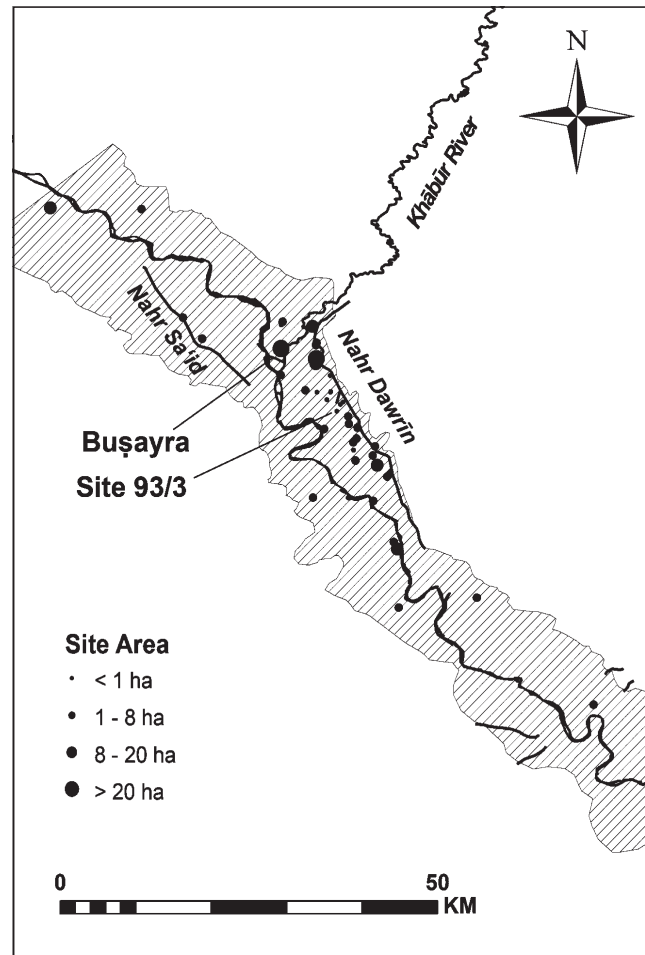 N
Khābūr River
Nahr Sa'id
Nahr Dawrīn
Buṣayra
Site 93/3
Site Area
< 1 ha
1 - 8 ha
8 - 20 ha
> 20 ha
0 50
KM